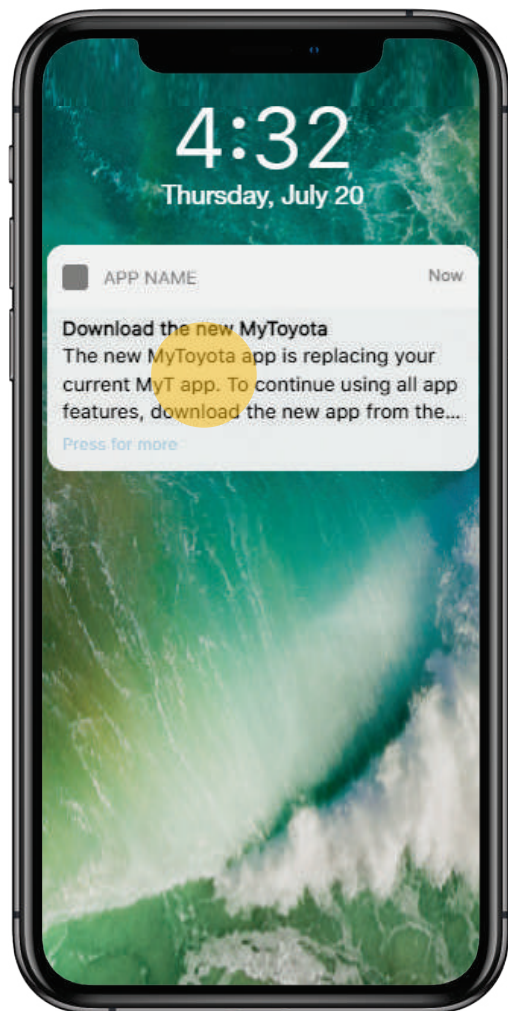 4:32
Thursday, July 20
APP NAME
Now
Download the new MyToyota
The new MyToyota app is replacing your
current MyT app. To continue using all app
features, download the new app from the...
Press for more